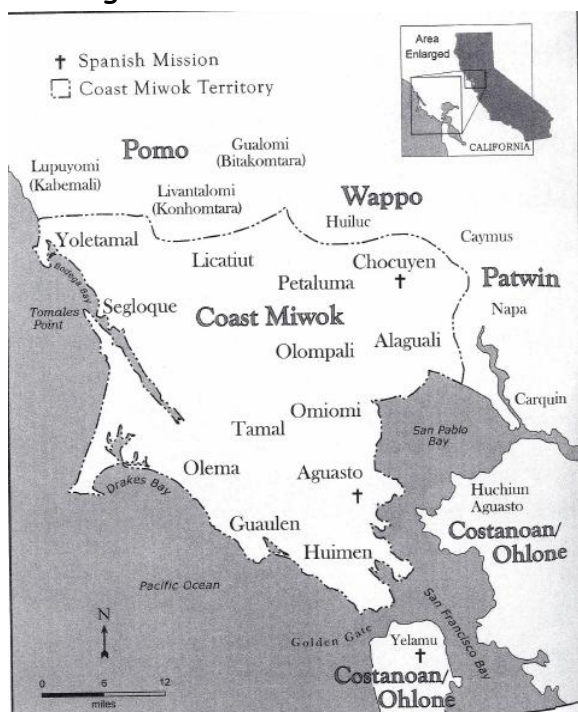 ✝ Spanish Mission
Coast Miwok Territory
Area
Enlarged
CALIFORNIA
Pomo
Gualomi
(Bitakomtara)
Lupuyomi
(Kabemali)
Livantalomi
(Konhomtara)
Wappo
Huiluc
Caymus
Yoletamal
Licatiut
Chocuyen
Petaluma
Patwin
Bodega Bay
Tomales
Point
Segloque
Coast Miwok
Napa
Olompali
Alaguali
Carquin
Omiomi
Tamal
San Pablo
Bay
Olema
Aguasto
Drakes Bay
Huchiun
Aguasto
Guaulen
Costanoan/
Ohlone
Huimen
Pacific Ocean
San Francisco Bay
N
Golden Gate
Yelamu
Costanoan/
Ohlone
0 6 12
miles